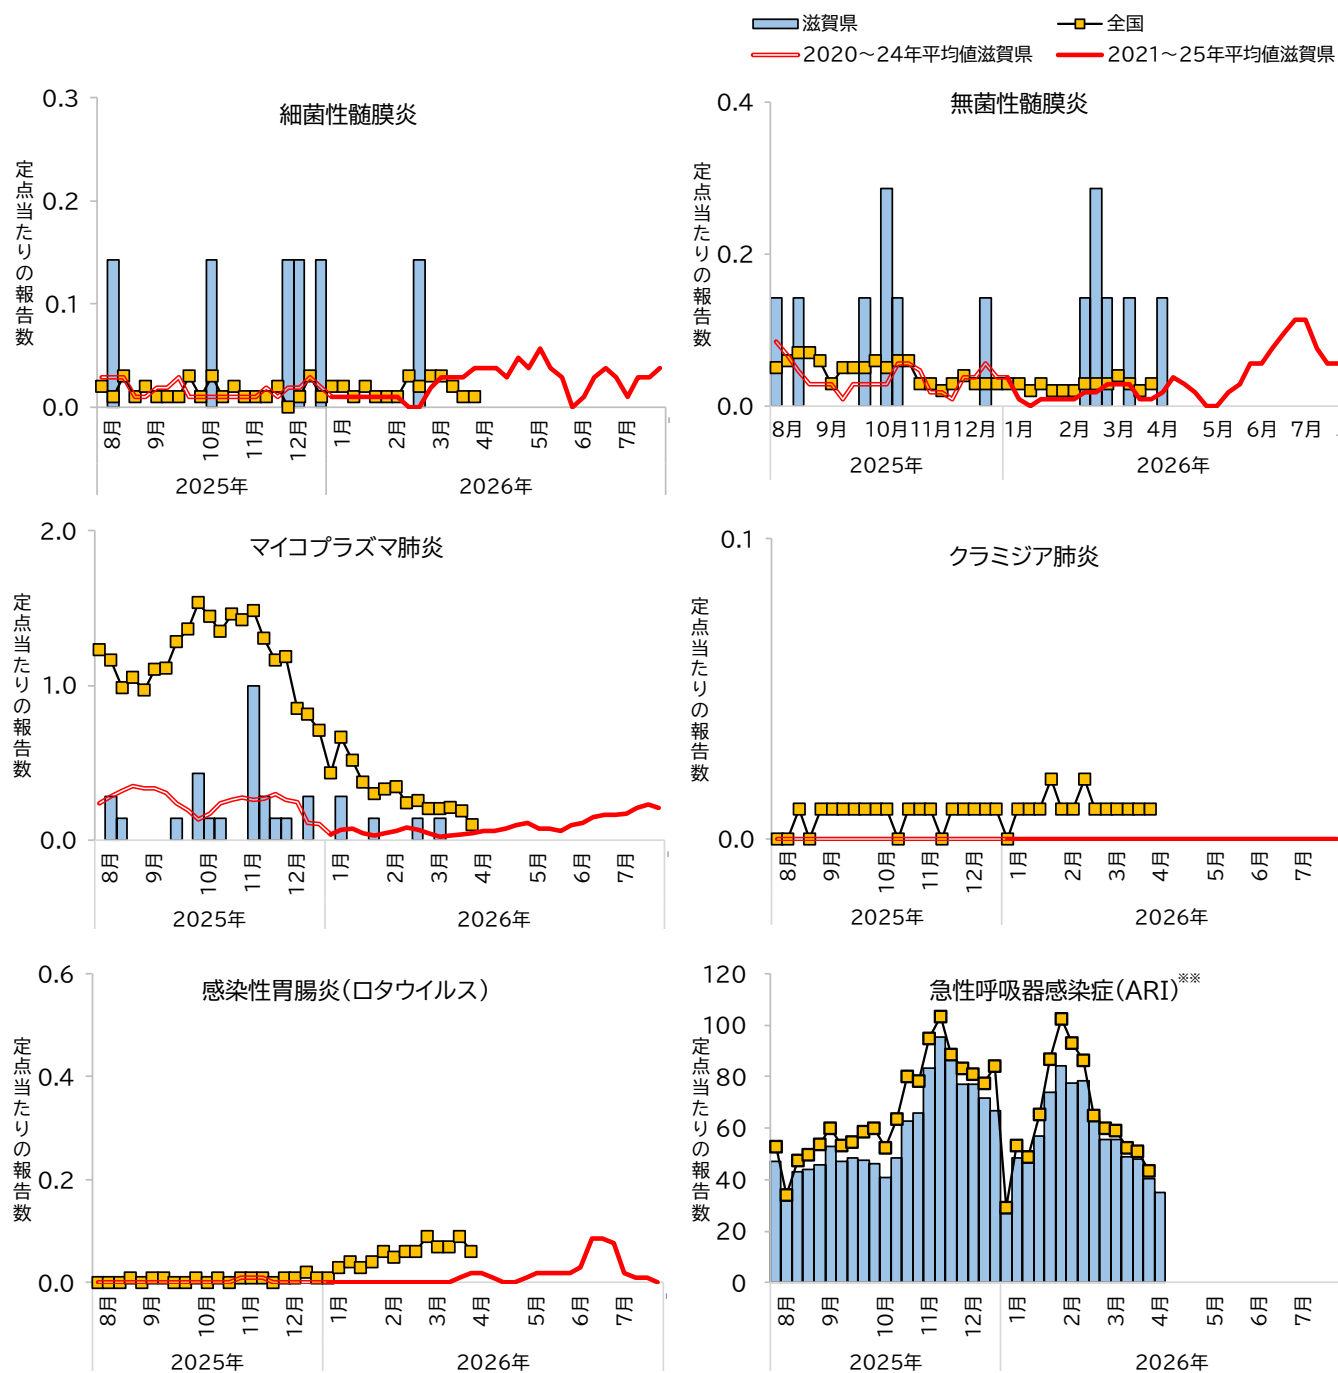 滋賀県
全国
2020～24年平均値滋賀県
2021～25年平均値滋賀県
細菌性髄膜炎
定点当たりの報告数
0.3
0.2
0.1
0.0
8月 9月 10月 11月 12月 1月 2月 3月 4月 5月 6月 7月
2025年 2026年
無菌性髄膜炎
定点当たりの報告数
0.4
0.2
0.0
8月 9月 10月 11月 12月 1月 2月 3月 4月 5月 6月 7月
2025年 2026年
マイコプラズマ肺炎
定点当たりの報告数
2.0
1.0
0.0
8月 9月 10月 11月 12月 1月 2月 3月 4月 5月 6月 7月
2025年 2026年
クラミジア肺炎
定点当たりの報告数
0.1
0.0
8月 9月 10月 11月 12月 1月 2月 3月 4月 5月 6月 7月
2025年 2026年
感染性胃腸炎（ロタウイルス）
定点当たりの報告数
0.6
0.4
0.2
0.0
8月 9月 10月 11月 12月 1月 2月 3月 4月 5月 6月 7月
2025年 2026年
急性呼吸器感染症（ARI）※※
定点当たりの報告数
120
100
80
60
40
20
0
8月 9月 10月 11月 12月 1月 2月 3月 4月 5月 6月 7月
2025年 2026年